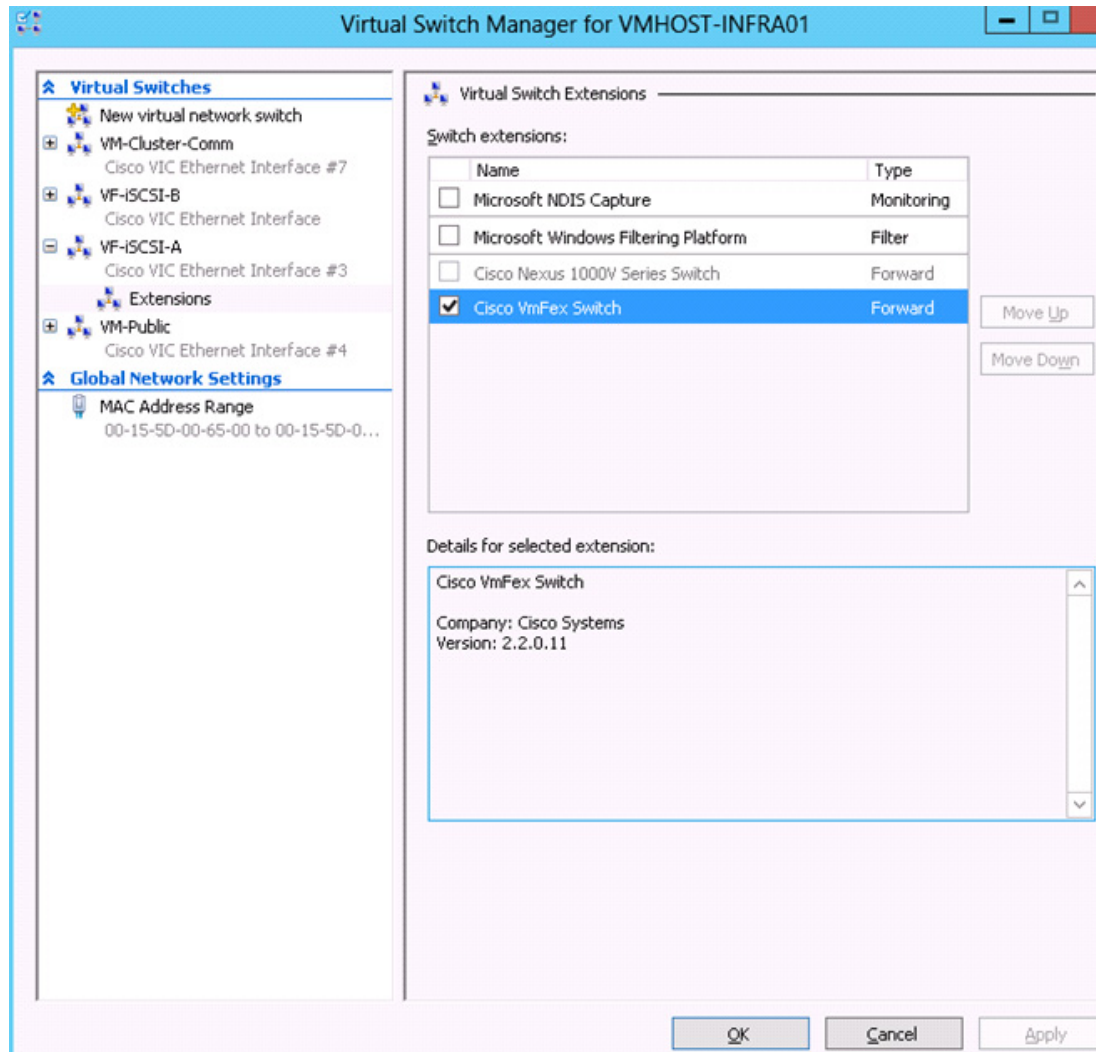 Virtual Switch Manager for VMHOST-INFRA01
Virtual Switches
New virtual network switch
VM-Cluster-Comm
Cisco VIC Ethernet Interface #7
VF-iSCSI-B
Cisco VIC Ethernet Interface
VF-iSCSI-A
Cisco VIC Ethernet Interface #3
Extensions
VM-Public
Cisco VIC Ethernet Interface #4
Global Network Settings
MAC Address Range
00-15-5D-00-65-00 to 00-15-5D-0...
Virtual Switch Extensions
Switch extensions:
Name Type
Microsoft NDIS Capture Monitoring
Microsoft Windows Filtering Platform Filter
Cisco Nexus 1000V Series Switch Forward
Cisco VmFex Switch Forward
Move Up
Move Down
Details for selected extension:
Cisco VmFex Switch
Company: Cisco Systems
Version: 2.2.0.11
OK Cancel Apply